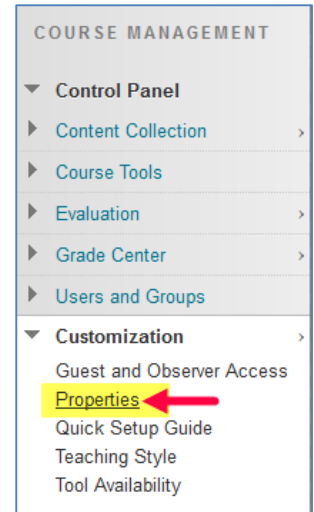 COURSE MANAGEMENT
Control Panel
Content Collection
Course Tools
Evaluation
Grade Center
Users and Groups
Customization
Guest and Observer Access
Properties
Quick Setup Guide
Teaching Style
Tool Availability